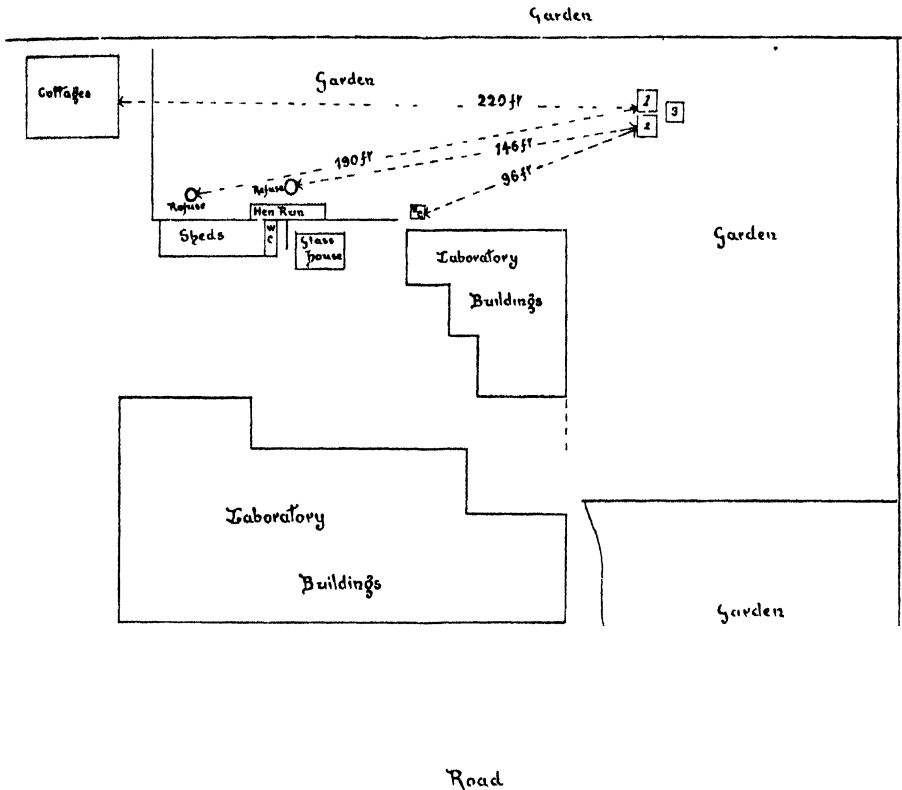 Garden
Garden
Cottages
220 ft
1
2
3
190 ft
146 ft
96 ft
Refuse
Refuse
Hen Run
W
C
W
C
Sheds
Glass
house
Garden
Laboratory
Buildings
Laboratory
Buildings
Garden
Road